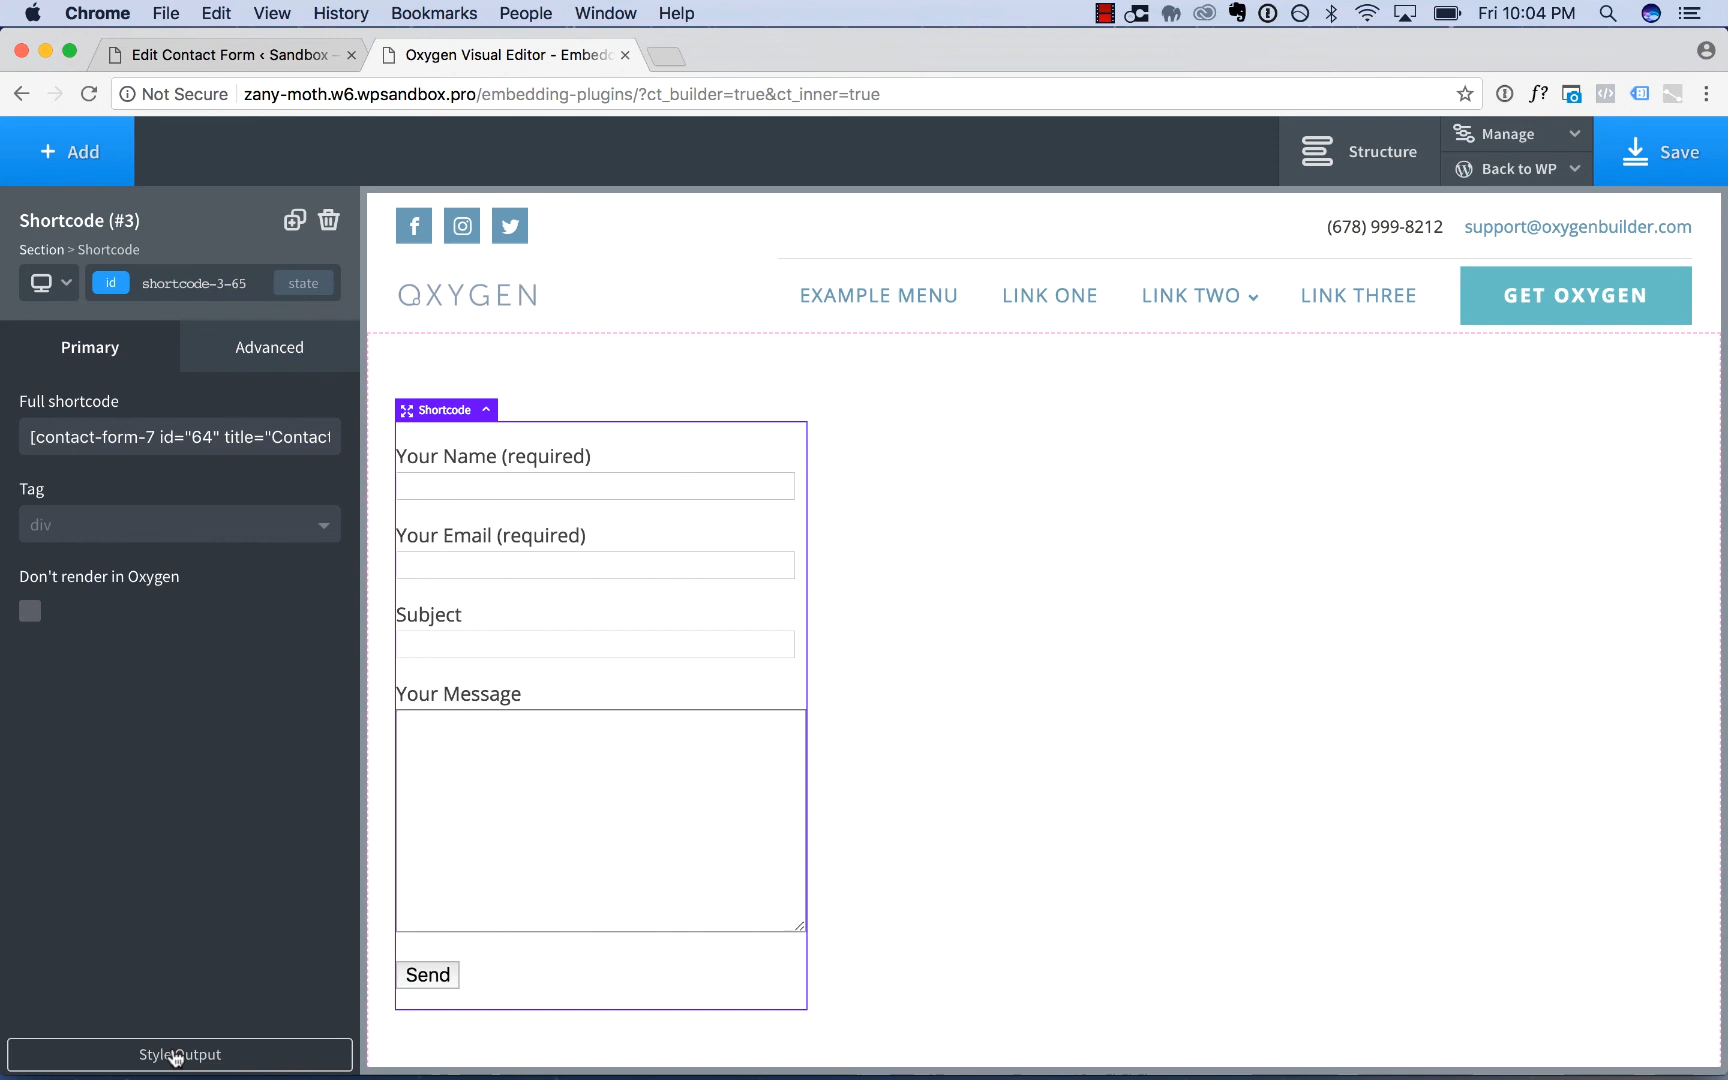 Chrome File Edit View History Bookmarks People Window Help Fri 10:04 PM
Edit Contact Form ‹ Sandbox Oxygen Visual Editor - Embed
Not Secure zany-moth.w6.wpsandbox.pro/embedding-plugins/?ct_builder=true&ct_inner=true
+ Add
Structure
Manage
Back to WP
Save
Shortcode (#3)
Section > Shortcode
id shortcode-3-65 state
Primary Advanced
Full shortcode
[contact-form-7 id="64" title="Contact
Tag
div
Don't render in Oxygen
Style Output
(678) 999-8212 support@oxygenbuilder.com
OXYGEN
EXAMPLE MENU LINK ONE LINK TWO LINK THREE GET OXYGEN
Shortcode
Your Name (required)
Your Email (required)
Subject
Your Message
Send